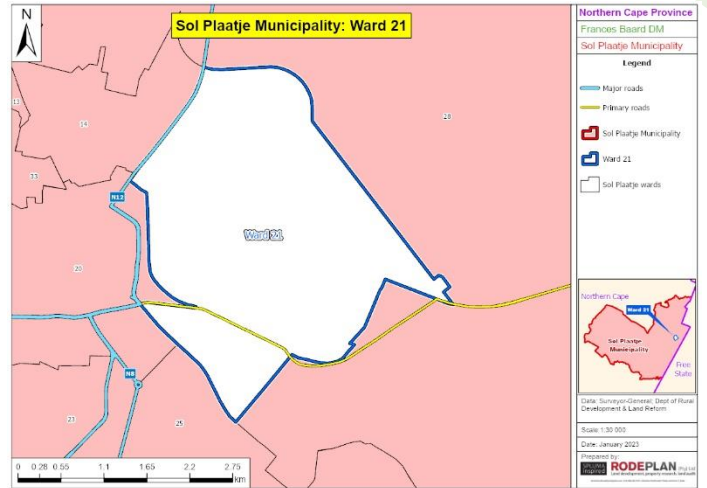 Sol Plaatje Municipality: Ward 21
N
28
14
13
33
N12
Ward 21
20
N8
23
25
0 0.28 0.55 1.1 1.65 2.2 2.75
km
Northern Cape Province
Frances Baard DM
Sol Plaatje Municipality
Legend
Major roads
Primary roads
Sol Plaatje Municipality
Ward 21
Sol Plaatje wards
Northern Cape
Ward 21
Sol Plaatje
Municipality
Free
State
Data: Surveyor-General, Dept of Rural
Development & Land Reform
Scale 1:30 000
Date: January 2023
Prepared by:
SPLUMA
Inspired
RODEPLAN